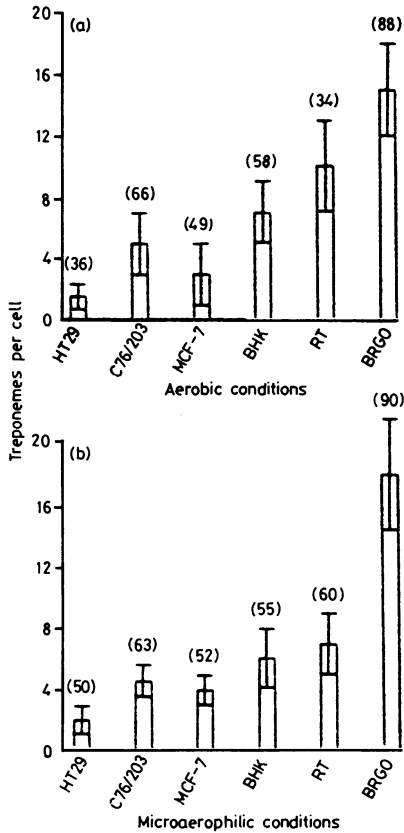 Treponemes per cell
(a)
20
16
12
8
4
0
(36)
(66)
(49)
(58)
(34)
(88)
HT29
C76/203
MCF-7
BHK
RT
BRGO
Aerobic conditions
(b)
20
16
12
8
4
0
(50)
(63)
(52)
(55)
(60)
(90)
HT29
C76/203
MCF-7
BHK
RT
BRGO
Microaerophilic conditions